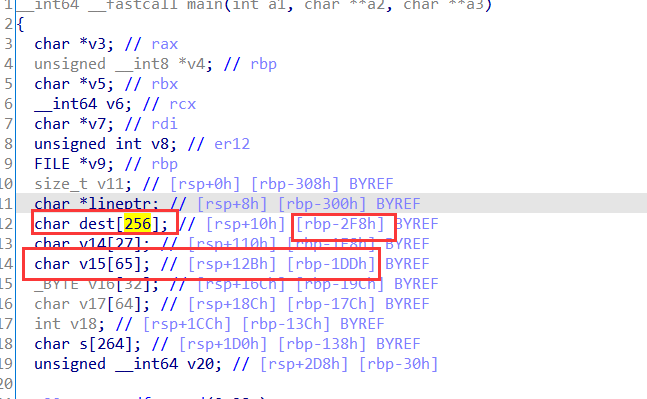 1 __int64 __fastcall main(int a1, char **a2, char **a3)
2 {
3 char *v3; // rax
4 unsigned __int8 *v4; // rbp
5 char *v5; // rbx
6 __int64 v6; // rcx
7 char *v7; // rdi
8 unsigned int v8; // er12
9 FILE *v9; // rbp
10 size_t v11; // [rsp+0h] [rbp-308h] BYREF
11 char *lineptr; // [rsp+8h] [rbp-300h] BYREF
12 char dest[256]; // [rsp+10h] [rbp-2F8h] BYREF
13 char v14[27]; // [rsp+110h] [rbp-1F8h] BYREF
14 char v15[65]; // [rsp+12Bh] [rbp-1DDh] BYREF
15 _BYTE v16[32]; // [rsp+16Ch] [rbp-19Ch] BYREF
16 char v17[64]; // [rsp+18Ch] [rbp-17Ch] BYREF
17 int v18; // [rsp+1CCh] [rbp-13Ch] BYREF
18 char s[264]; // [rsp+1D0h] [rbp-138h] BYREF
19 unsigned __int64 v20; // [rsp+2D8h] [rbp-30h]
20